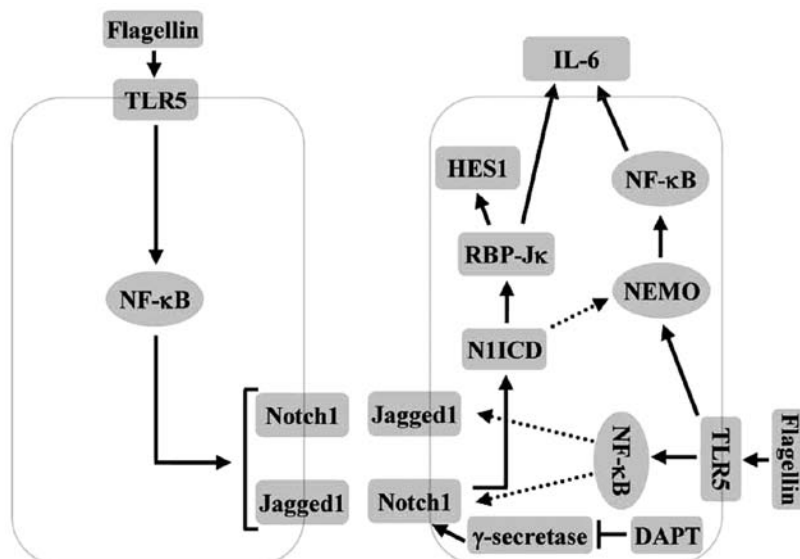 Flagellin
TLR5
NF-κB
Notch1
Jagged1
IL-6
HES1
NF-κB
RBP-Jκ
NEMO
N1ICD
Jagged1
NF-κB
TLR5
Flagellin
Notch1
γ-secretase
DAPT